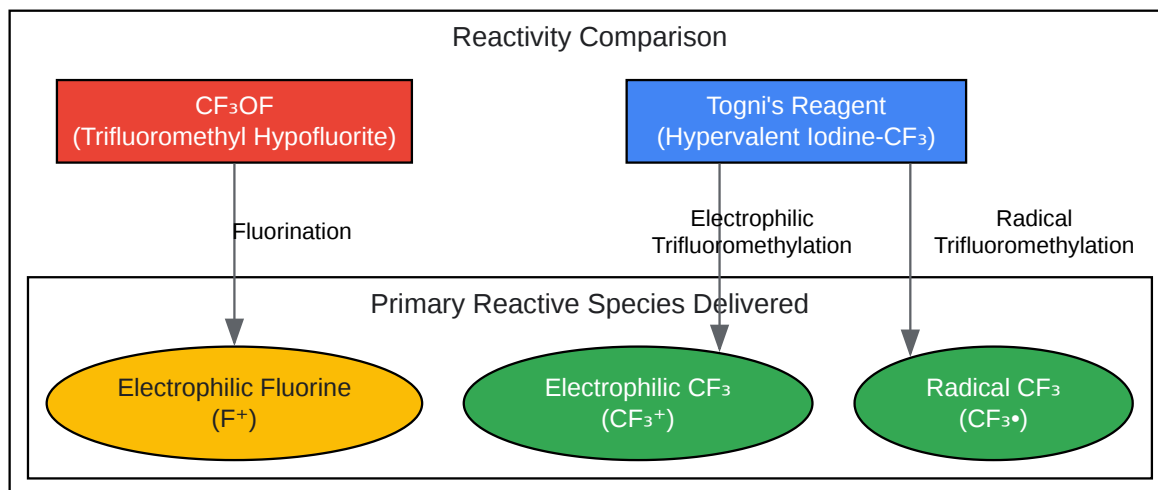 Reactivity Comparison
CF₃OF
(Trifluoromethyl Hypofluorite)
Togni's Reagent
(Hypervalent Iodine-CF₃)
Fluorination
Electrophilic
Trifluoromethylation
Radical
Trifluoromethylation
Primary Reactive Species Delivered
Electrophilic Fluorine
(F⁺)
Electrophilic CF₃
(CF₃⁺)
Radical CF₃
(CF₃•)